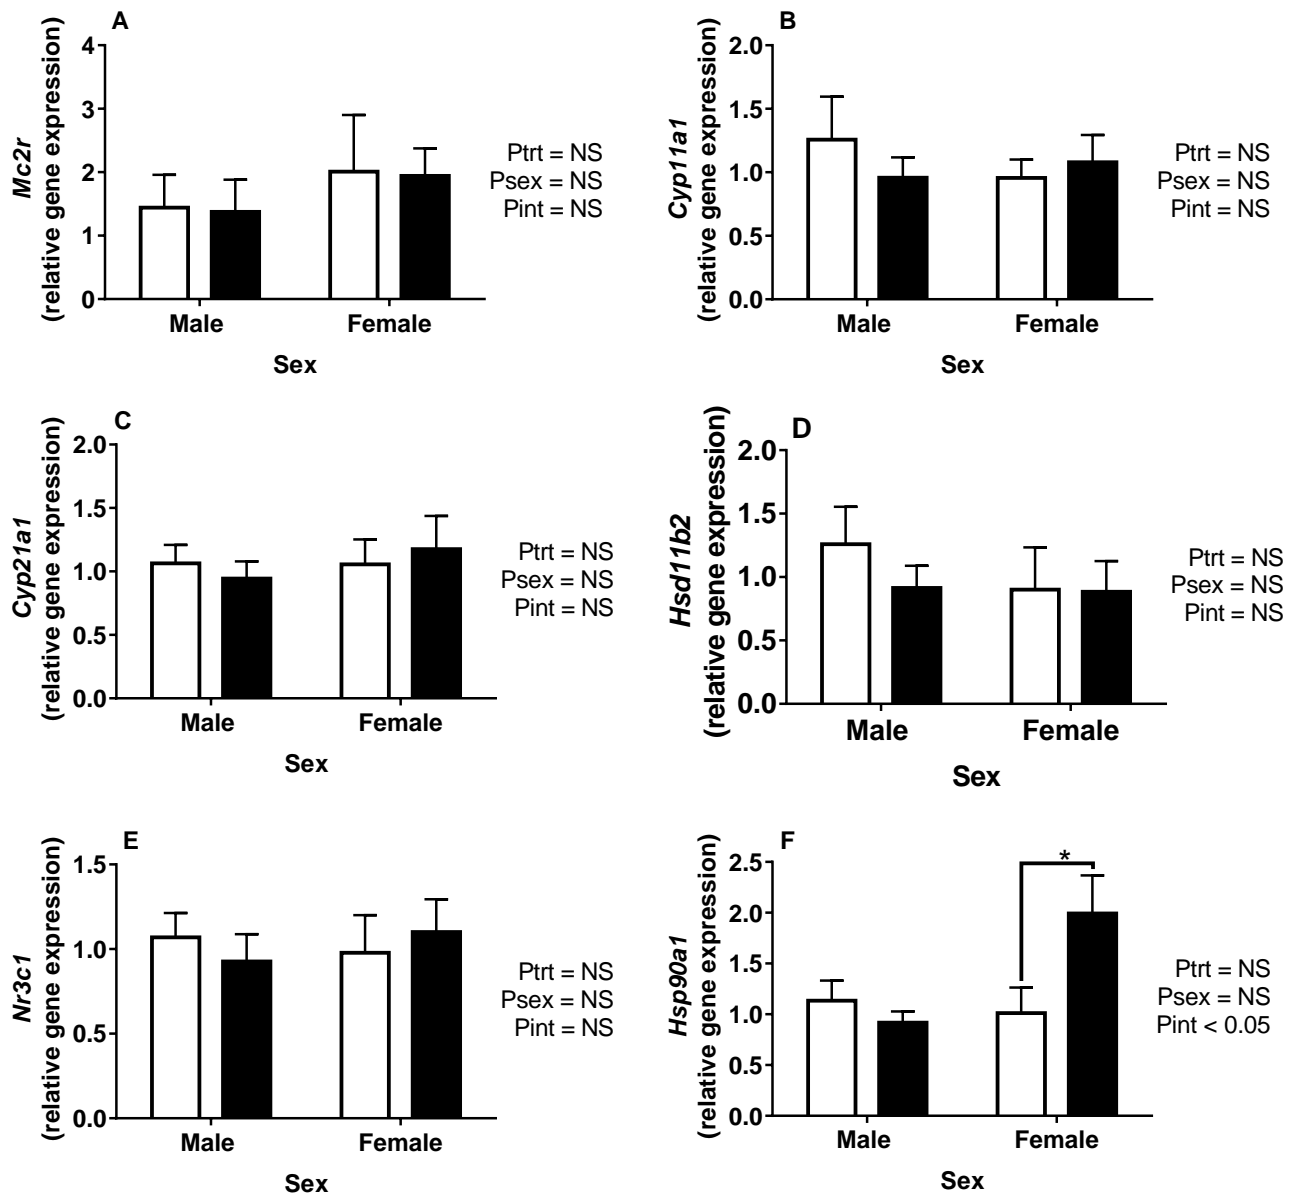 A
Mc2r
(relative gene expression)
4
3
2
1
0
Male Female
Sex
Ptrt = NS
Psex = NS
Pint = NS
B
Cyp11a1
(relative gene expression)
2.0
1.5
1.0
0.5
0.0
Male Female
Sex
Ptrt = NS
Psex = NS
Pint = NS
C
Cyp21a1
(relative gene expression)
2.0
1.5
1.0
0.5
0.0
Male Female
Sex
Ptrt = NS
Psex = NS
Pint = NS
D
Hsd11b2
(relative gene expression)
2.0
1.5
1.0
0.5
0.0
Male Female
Sex
Ptrt = NS
Psex = NS
Pint = NS
E
Nr3c1
(relative gene expression)
1.5
1.0
0.5
0.0
Male Female
Sex
Ptrt = NS
Psex = NS
Pint = NS
F
Hsp90a1
(relative gene expression)
2.5
2.0
1.5
1.0
0.5
0.0
*
Male Female
Sex
Ptrt = NS
Psex = NS
Pint < 0.05